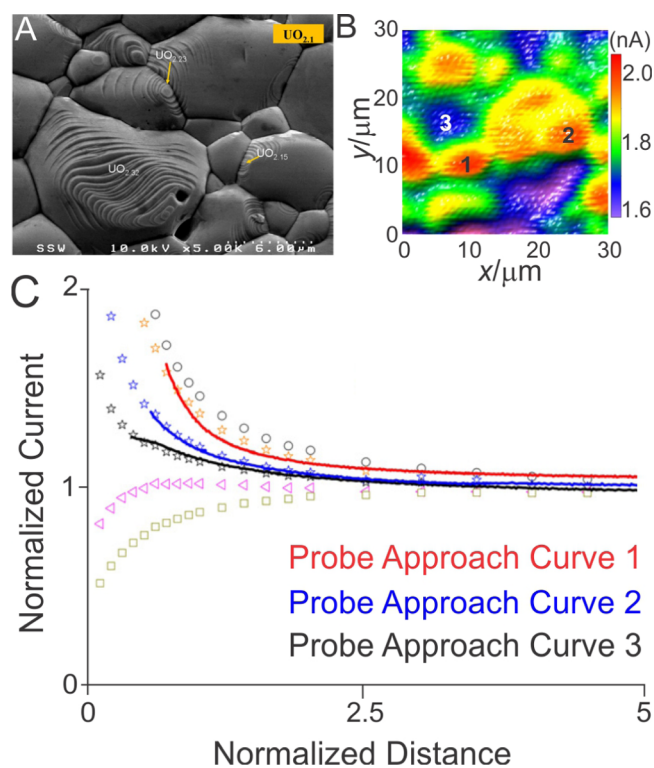 A
UO2.1
UO2.23
UO2.15
UO2.32
SSW 10.0kV x5.00K 6.00µm
B
(nA)
30
20
10
0
y/µm
3
2
1
2.0
1.8
1.6
0 10 20 30
x/µm
C
2
1
0
Normalized Current
Probe Approach Curve 1
Probe Approach Curve 2
Probe Approach Curve 3
0 2.5 5
Normalized Distance